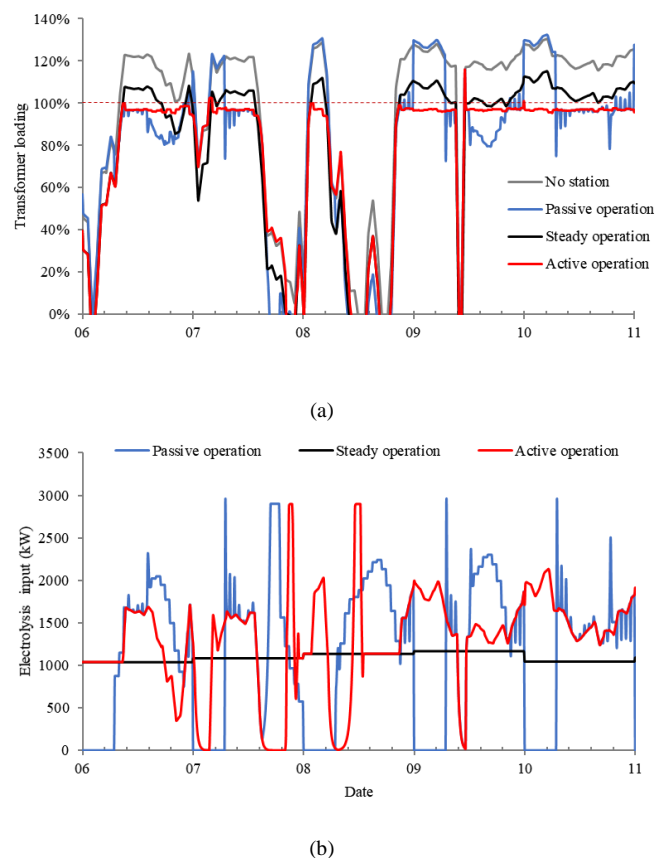 140%
120%
100%
80%
60%
40%
20%
0%
Transformer loading
No station
Passive operation
Steady operation
Active operation
06 07 08 09 10 11
(a)
Passive operation Steady operation Active operation
3500
3000
2500
2000
1500
1000
500
0
Electrolysis input (kW)
06 07 08 09 10 11
Date
(b)